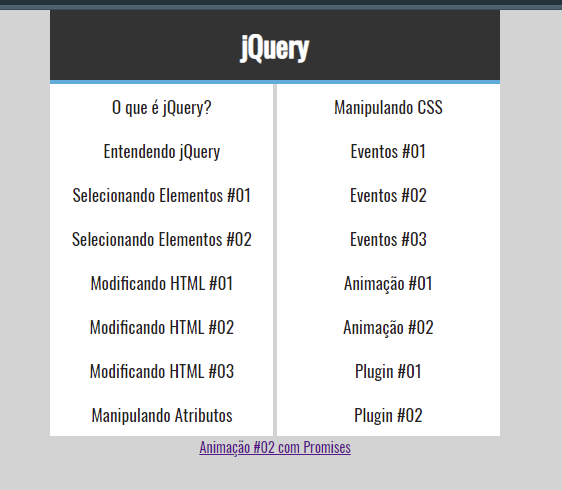 jQuery
O que é jQuery?
Entendendo jQuery
Selecionando Elementos #01
Selecionando Elementos #02
Modificando HTML #01
Modificando HTML #02
Modificando HTML #03
Manipulando Atributos
Manipulando CSS
Eventos #01
Eventos #02
Eventos #03
Animação #01
Animação #02
Plugin #01
Plugin #02
Animação #02 com Promises